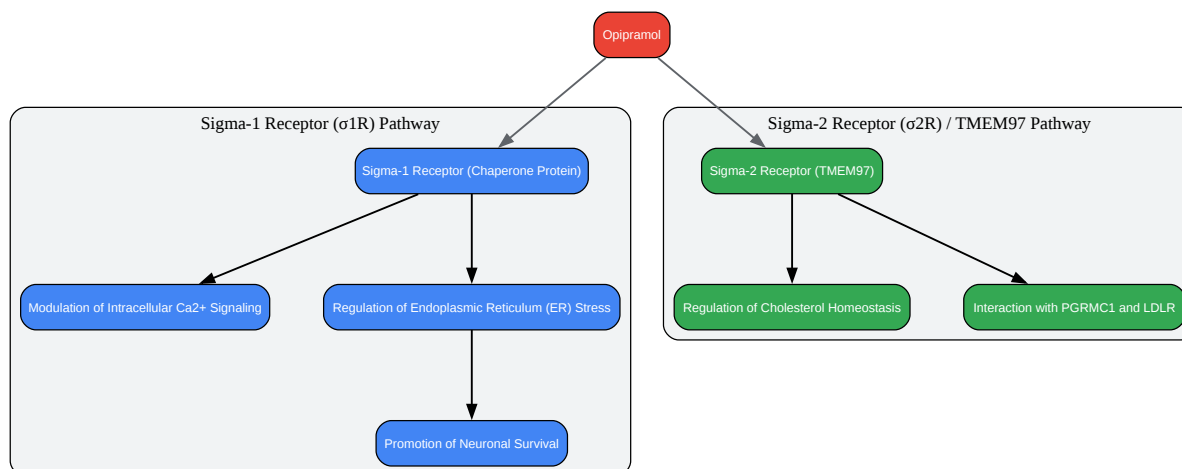 Opipramol
Sigma-1 Receptor (σ1R) Pathway
Sigma-2 Receptor (σ2R) / TMEM97 Pathway
Sigma-1 Receptor (Chaperone Protein)
Sigma-2 Receptor (TMEM97)
Modulation of Intracellular Ca2+ Signaling
Regulation of Endoplasmic Reticulum (ER) Stress
Regulation of Cholesterol Homeostasis
Interaction with PGRMC1 and LDLR
Promotion of Neuronal Survival